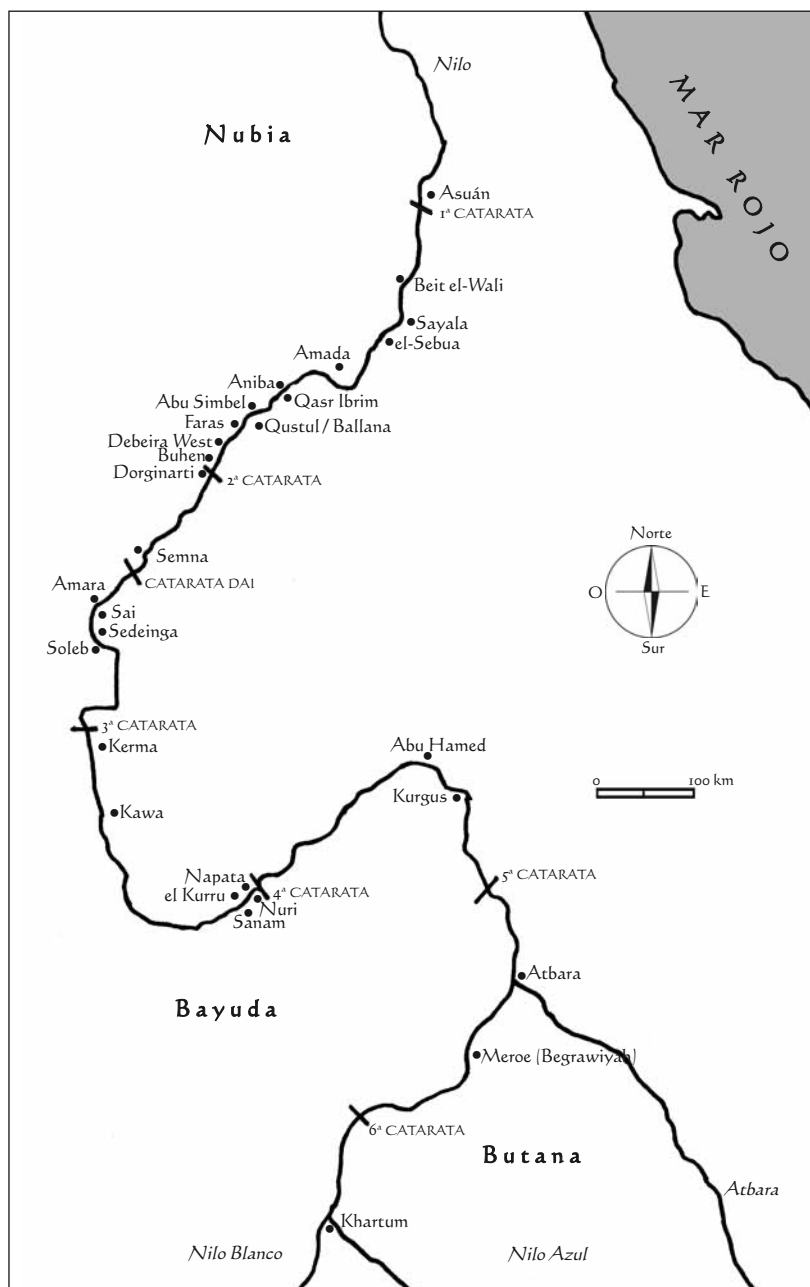 Nilo
MAR ROJO
Nubia
Asuán
1ª CATARATA
Beit el-Wali
Sayala
el-Sebua
Amada
Aniba
Qasr Ibrim
Abu Simbel
Faras
Qustul / Ballana
Debeira West
Buhen
Dorginarti
2ª CATARATA
Semna
CATARATA DAI
Amara
Sai
Sedeinga
Soleb
Norte
O
E
Sur
3ª CATARATA
Kerma
Abu Hamed
0
100 km
Kurgus
Kawa
Napata
el Kurru
4ª CATARATA
Nuri
Sanam
5ª CATARATA
Atbara
Bayuda
Meroe (Begrawiyah)
6ª CATARATA
Butana
Atbara
Khartum
Nilo Blanco
Nilo Azul